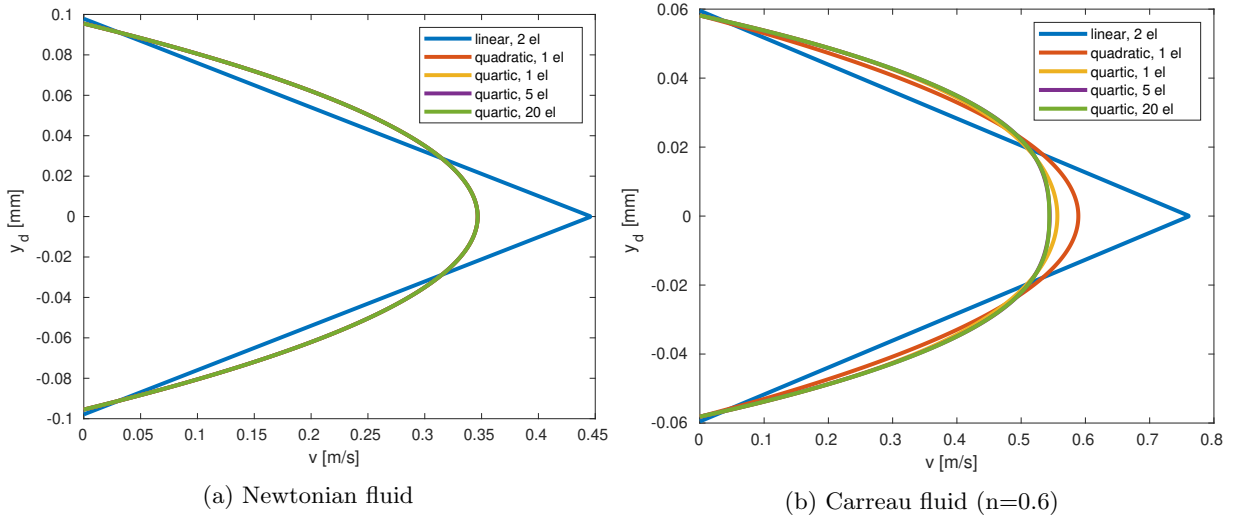 0.1
0.08
0.06
0.04
0.02
0
-0.02
-0.04
-0.06
-0.08
-0.1
y_d [mm]
0 0.05 0.1 0.15 0.2 0.25 0.3 0.35 0.4 0.45
v [m/s]
linear, 2 el
quadratic, 1 el
quartic, 1 el
quartic, 5 el
quartic, 20 el
(a) Newtonian fluid
0.06
0.04
0.02
0
-0.02
-0.04
-0.06
y_d [mm]
0 0.1 0.2 0.3 0.4 0.5 0.6 0.7 0.8
v [m/s]
linear, 2 el
quadratic, 1 el
quartic, 1 el
quartic, 5 el
quartic, 20 el
(b) Carreau fluid (n=0.6)